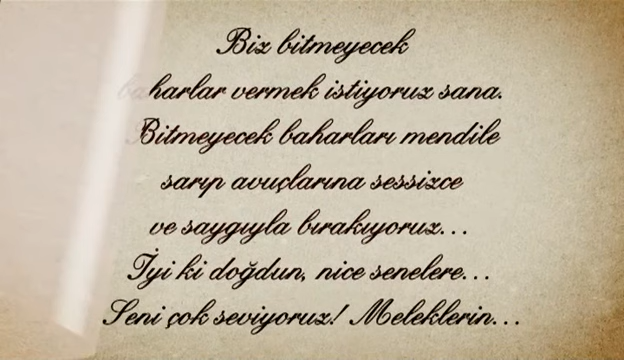 Biz bitmeyecek
baharlar vermek istiyoruz sana.
Bitmeyecek baharları mendile
sarıp avuçlarına sessizce
ve saygıyla bırakıyoruz...
İyi ki doğdun, nice senelere...
Seni çok seviyoruz! Meleklerin...